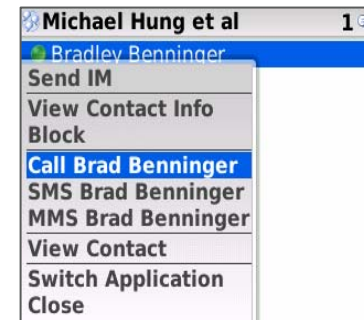 Michael Hung et al 1
Bradley Benninger
Send IM
View Contact Info
Block
Call Brad Benninger
SMS Brad Benninger
MMS Brad Benninger
View Contact
Switch Application
Close